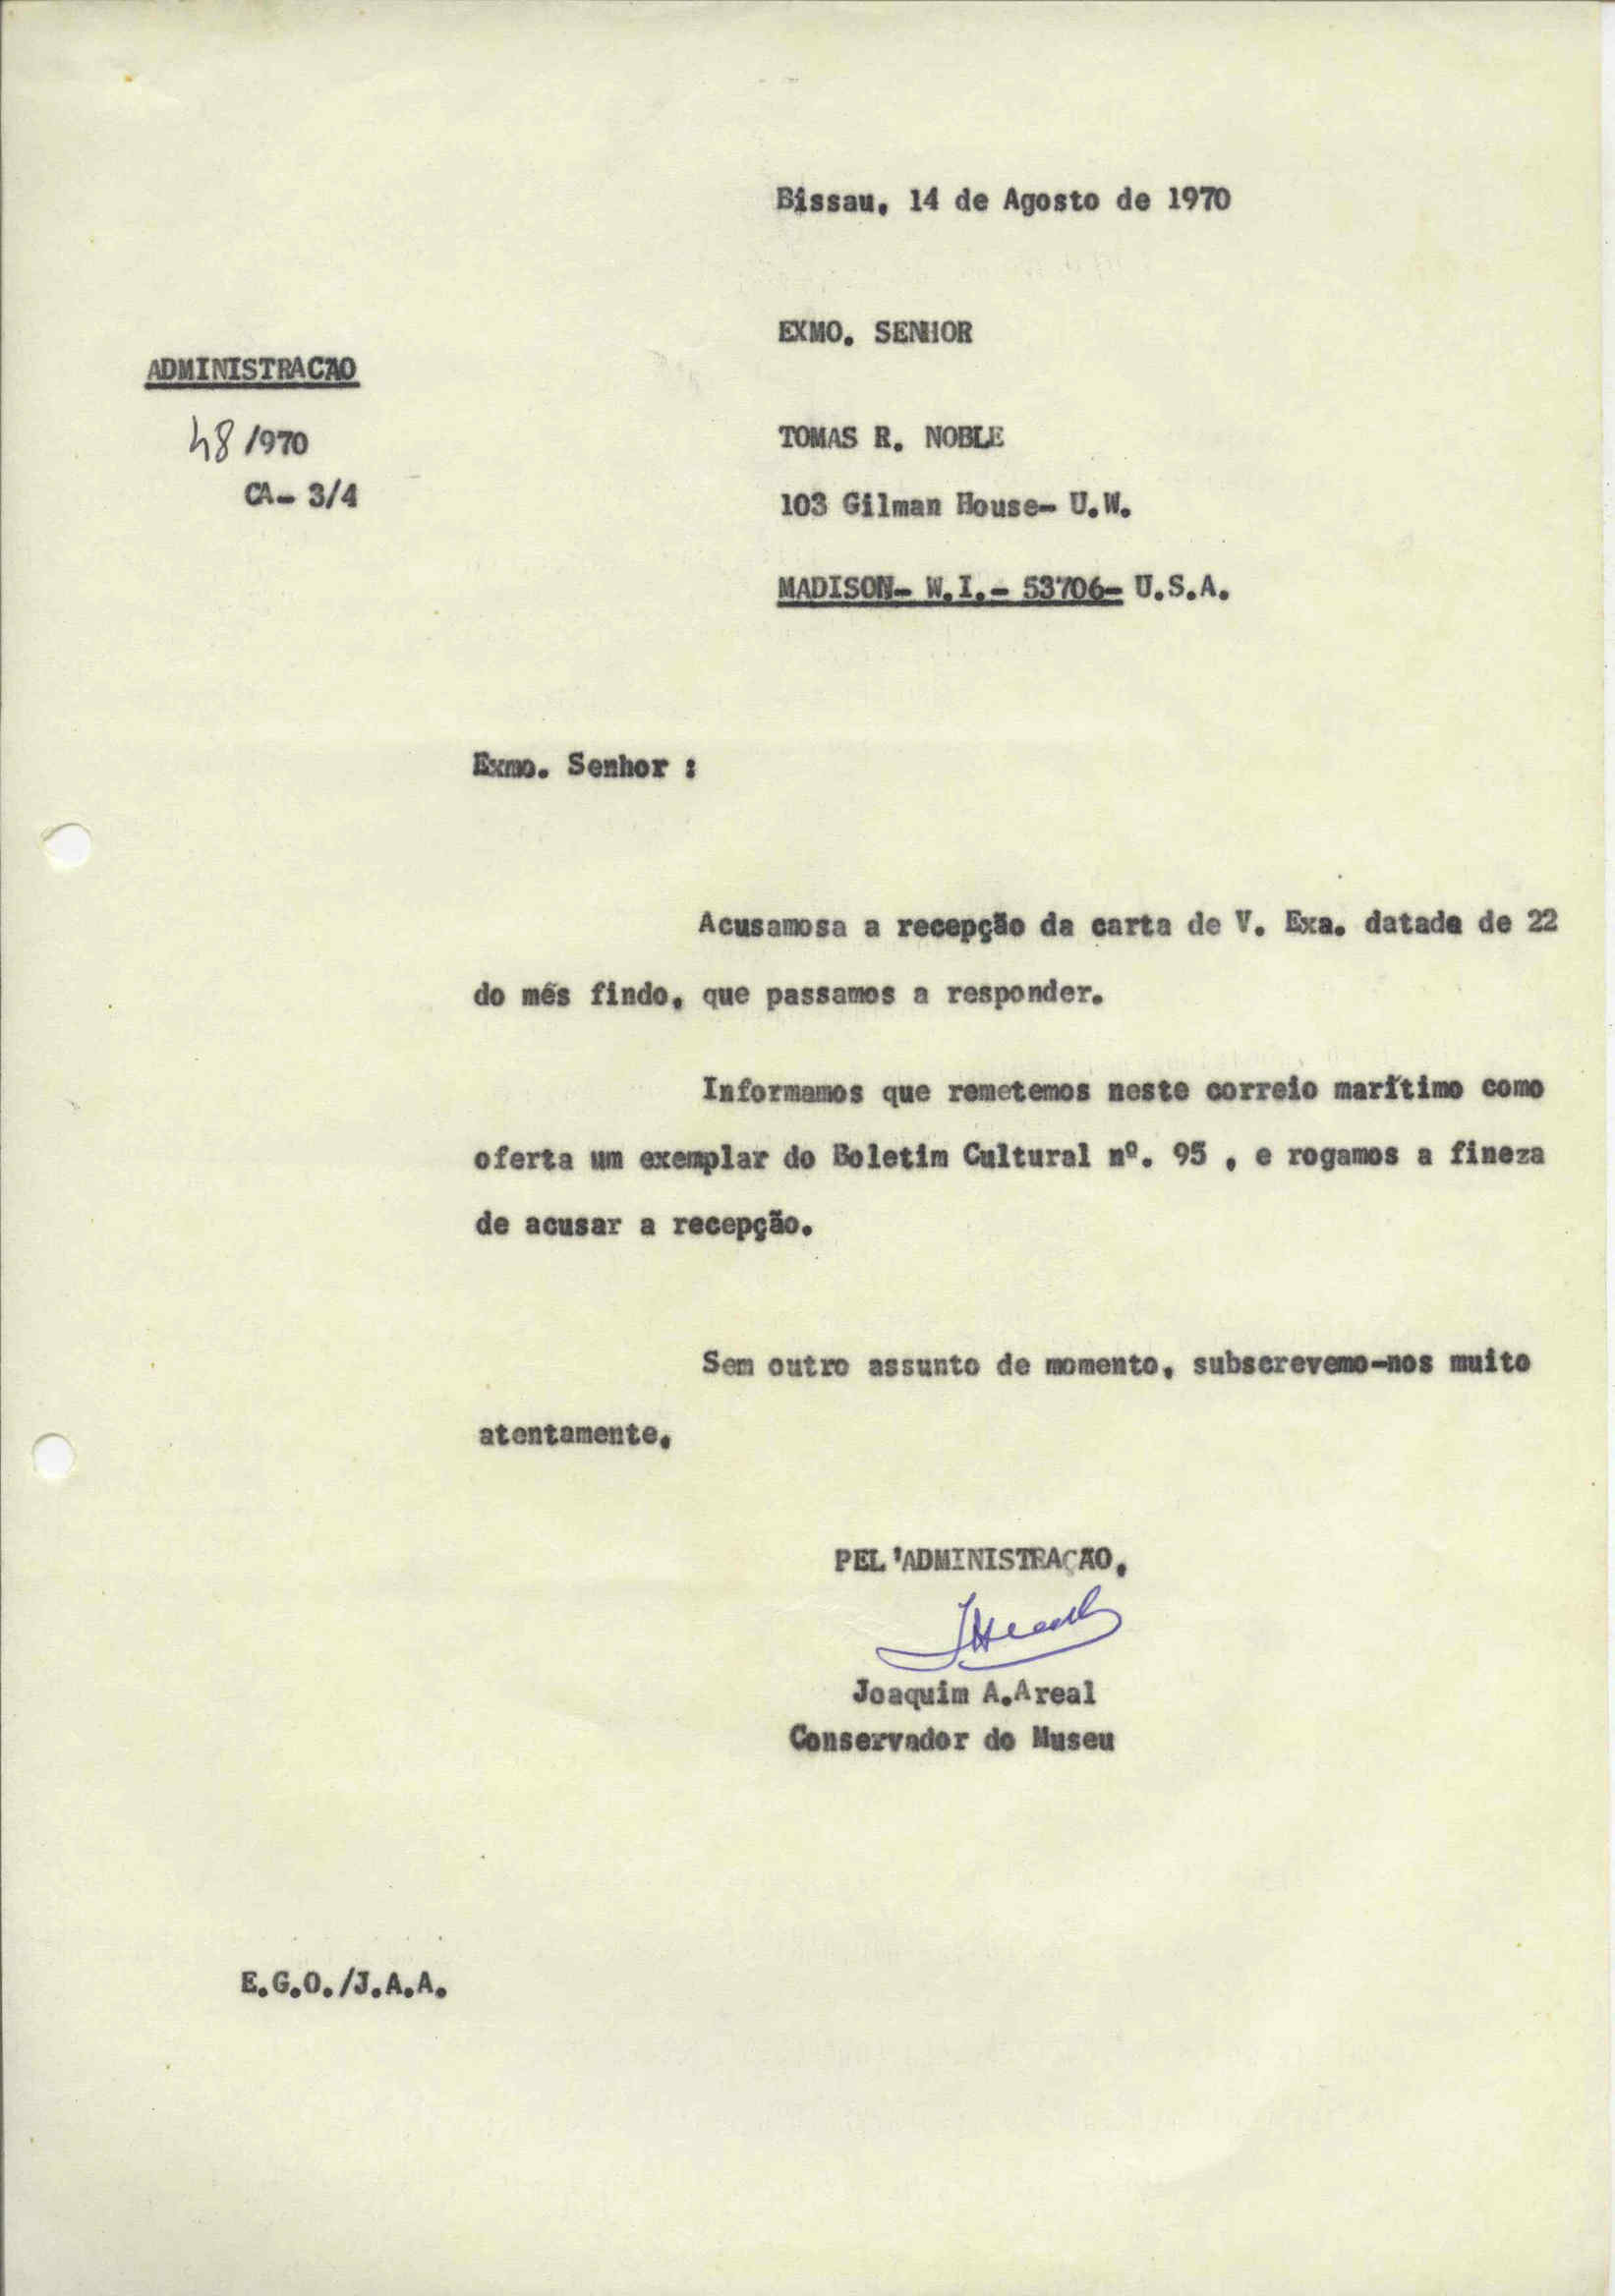 Bissau, 14 de Agosto de 1970
EXMO. SENHOR
ADMINISTRACÃO
48/970
CA- 3/4
TOMAS R. NOBLE
103 Gilman House- U.W.
MADISON- W.I.- 53706- U.S.A.
Exmo. Senhor :
Acusamosa a recepção da carta de V. Exa. datada de 22
do mês findo, que passamos a responder.
Informamos que remetemos neste correio marítimo como
oferta um exemplar do Boletim Cultural nº. 95 , e rogamos a fineza
de acusar a recepção.
Sem outro assunto de momento, subscrevemo-nos muito
atentamente,
PEL'ADMINISTRAÇÃO,
Joaquim A.Areal
Conservador do Museu
E.G.O./J.A.A.